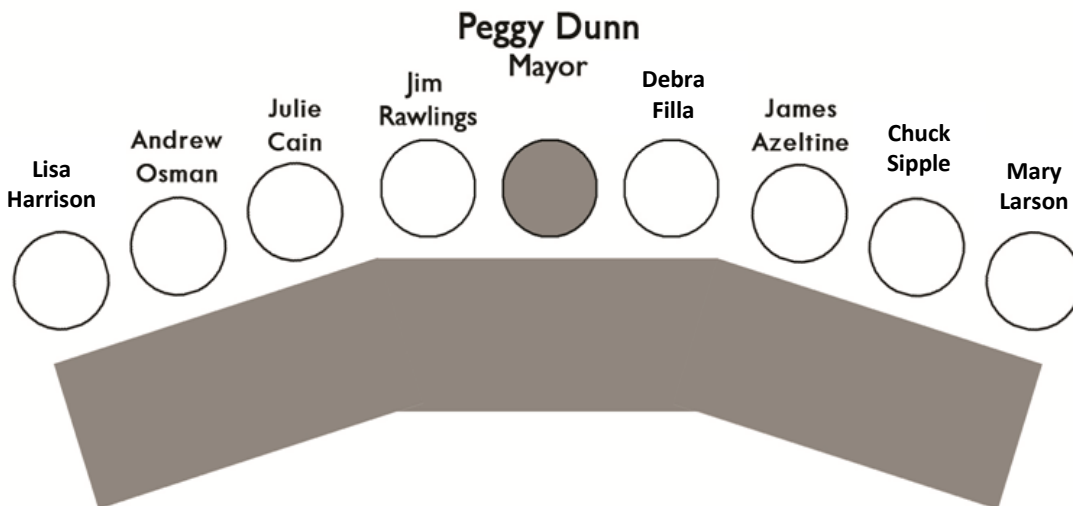 Peggy Dunn
Mayor
Lisa
Harrison
Andrew
Osman
Julie
Cain
Jim
Rawlings
Debra
Filla
James
Azeltine
Chuck
Sipple
Mary
Larson